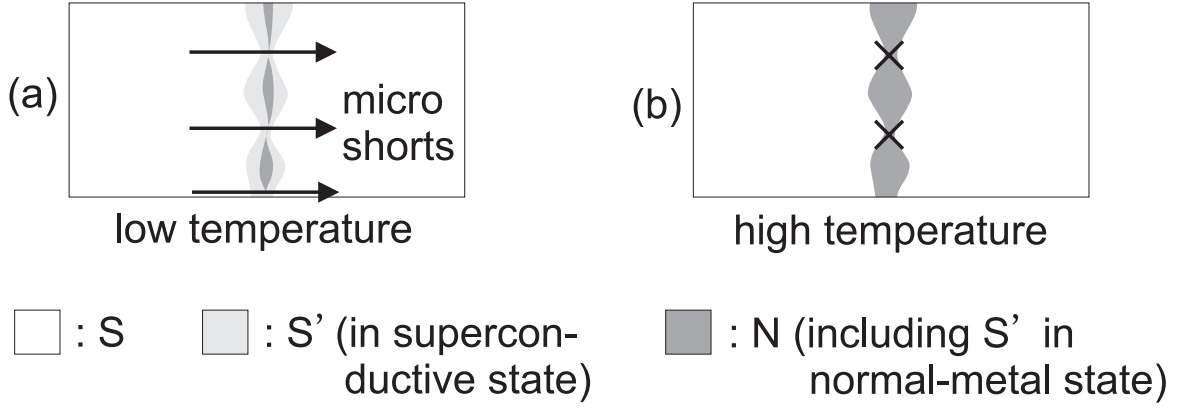 (a)
micro
shorts
low temperature
(b)
high temperature
: S
: S’ (in supercon-
ductive state)
: N (including S’ in
normal-metal state)